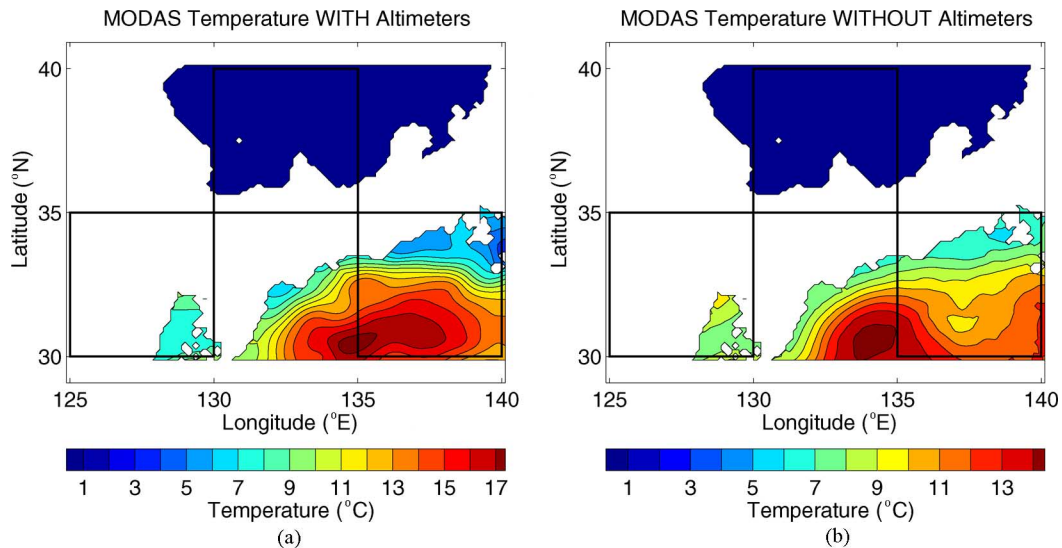 MODAS Temperature WITH Altimeters
40
35
30
Latitude (°N)
125 130 135 140
Longitude (°E)
1 3 5 7 9 11 13 15 17
Temperature (°C)
(a)
MODAS Temperature WITHOUT Altimeters
40
35
30
Latitude (°N)
125 130 135 140
Longitude (°E)
1 3 5 7 9 11 13
Temperature (°C)
(b)